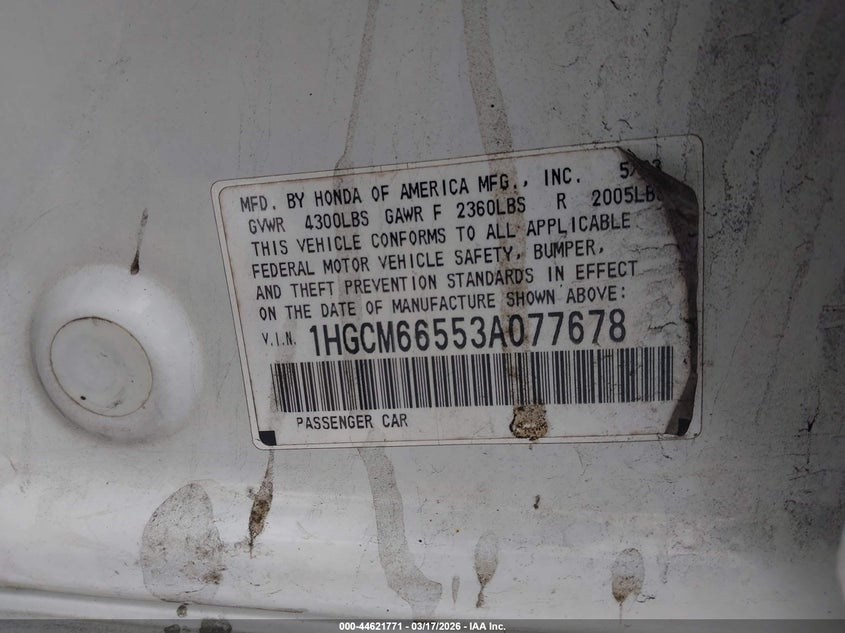 MFD. BY HONDA OF AMERICA MFG., INC.
GVWR 4300LBS GAWR F 2360LBS R 2005LBS
THIS VEHICLE CONFORMS TO ALL APPLICABLE
FEDERAL MOTOR VEHICLE SAFETY, BUMPER,
AND THEFT PREVENTION STANDARDS IN EFFECT
ON THE DATE OF MANUFACTURE SHOWN ABOVE:
V.I.N. 1HGCM66553A077678
PASSENGER CAR
000-44621771 - 03/17/2026 - IAA Inc.